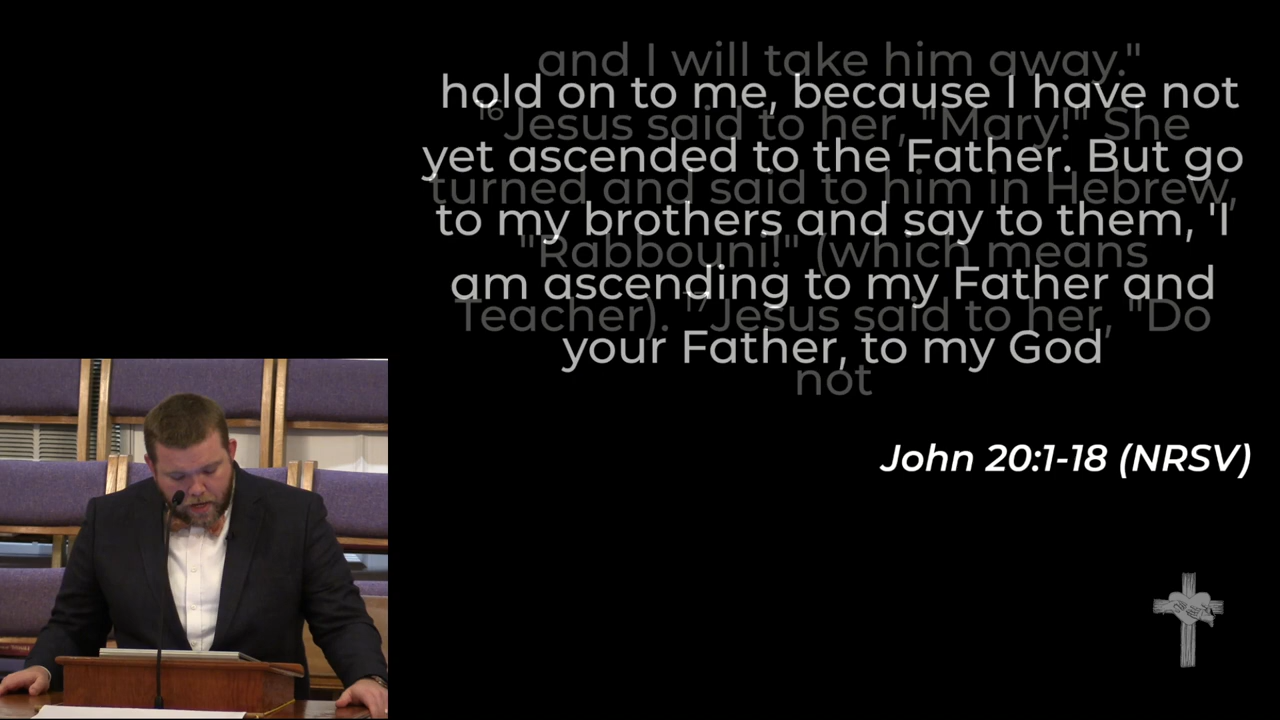 and I will take him away."
¹⁶Jesus said to her, "Mary!" She
turned and said to him in Hebrew,
"Rabbouni!" (which means
Teacher). ¹⁷Jesus said to her, "Do
not
hold on to me, because I have not
yet ascended to the Father. But go
to my brothers and say to them, 'I
am ascending to my Father and
your Father, to my God
John 20:1-18 (NRSV)